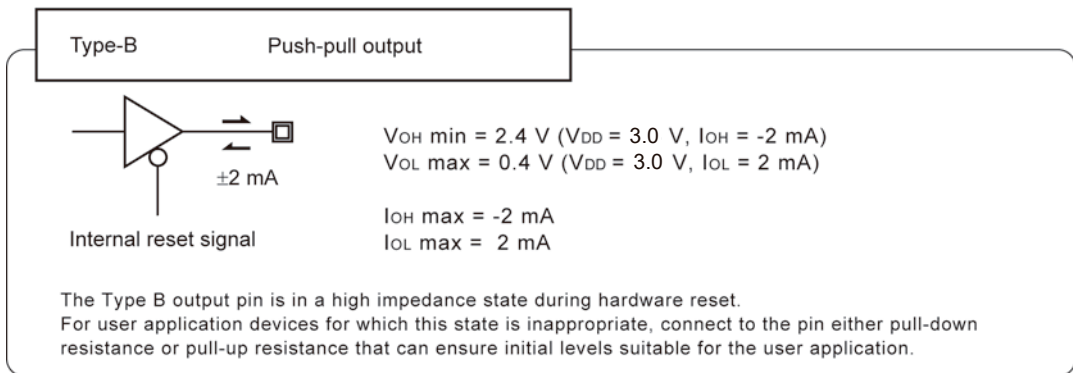 Type-B Push-pull output
VOH min = 2.4 V (VDD = 3.0 V, IOH = -2 mA)
VOL max = 0.4 V (VDD = 3.0 V, IOL = 2 mA)
±2 mA
IOH max = -2 mA
Internal reset signal
IOL max = 2 mA
The Type B output pin is in a high impedance state during hardware reset.
For user application devices for which this state is inappropriate, connect to the pin either pull-down
resistance or pull-up resistance that can ensure initial levels suitable for the user application.